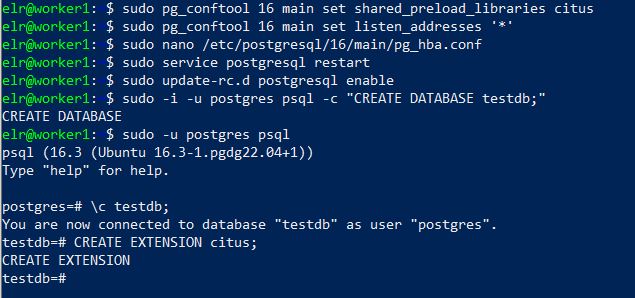 elr@worker1: $ sudo pg_conftool 16 main set shared_preload_libraries citus
elr@worker1: $ sudo pg_conftool 16 main set listen_addresses '*'
elr@worker1: $ sudo nano /etc/postgresql/16/main/pg_hba.conf
elr@worker1: $ sudo service postgresql restart
elr@worker1: $ sudo update-rc.d postgresql enable
elr@worker1: $ sudo -i -u postgres psql -c "CREATE DATABASE testdb;"
CREATE DATABASE
elr@worker1: $ sudo -u postgres psql
psql (16.3 (Ubuntu 16.3-1.pgdg22.04+1))
Type "help" for help.
postgres=# \c testdb;
You are now connected to database "testdb" as user "postgres".
testdb=# CREATE EXTENSION citus;
CREATE EXTENSION
testdb=#